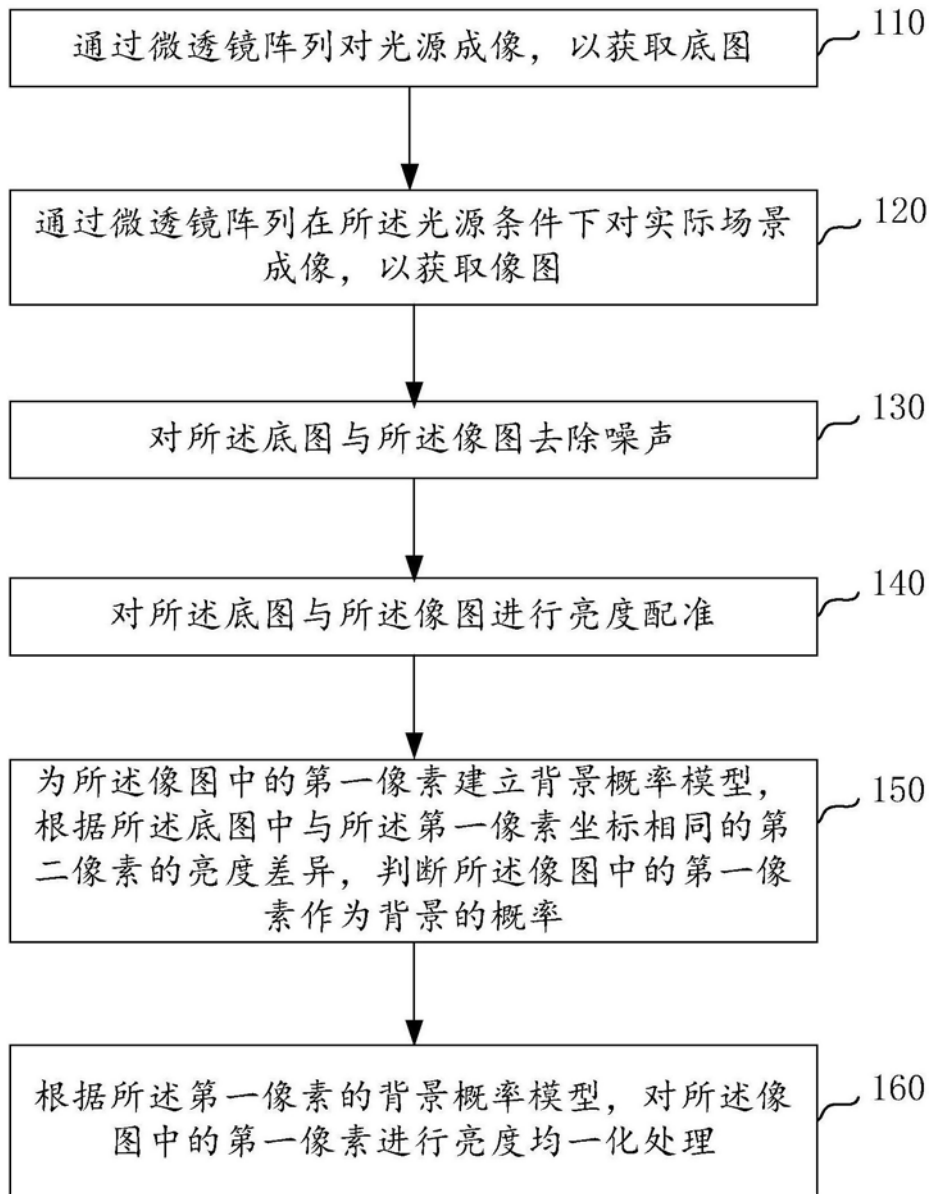 通过微透镜阵列对光源成像，以获取底图
110
通过微透镜阵列在所述光源条件下对实际场景
成像，以获取像图
120
对所述底图与所述像图去除噪声
130
对所述底图与所述像图进行亮度配准
140
为所述像图中的第一像素建立背景概率模型，
根据所述底图中与所述第一像素坐标相同的第
二像素的亮度差异，判断所述像图中的第一像
素作为背景的概率
150
根据所述第一像素的背景概率模型，对所述像
图中的第一像素进行亮度均一化处理
160